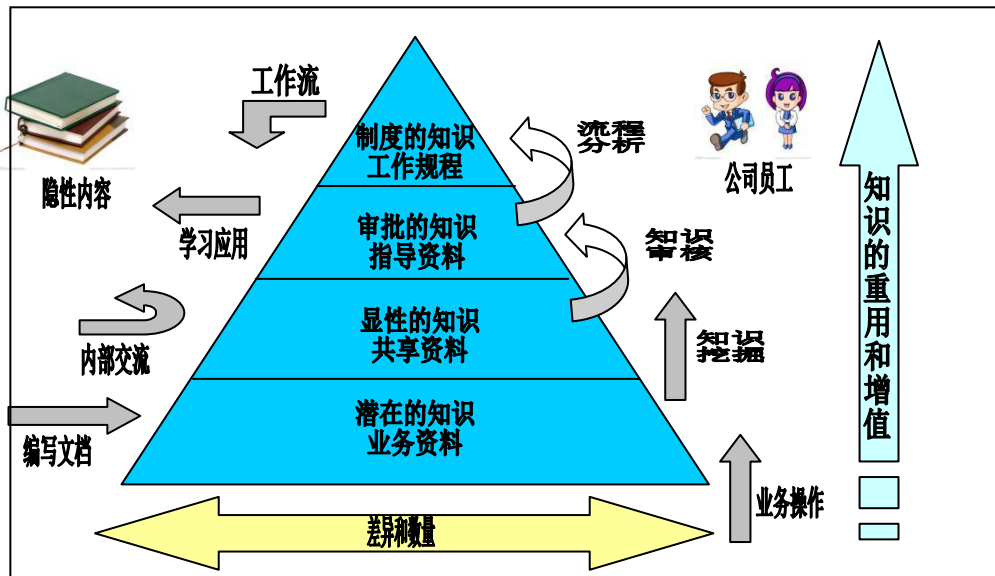 工作流
制度的知识
工作规程
流程
分析
公司员工
隐性内容
学习应用
审批的知识
指导资料
知识
审核
知识的重用和增值
内部交流
显性的知识
共享资料
知识
挖掘
编写文档
潜在的知识
业务资料
业务操作
差异和数量